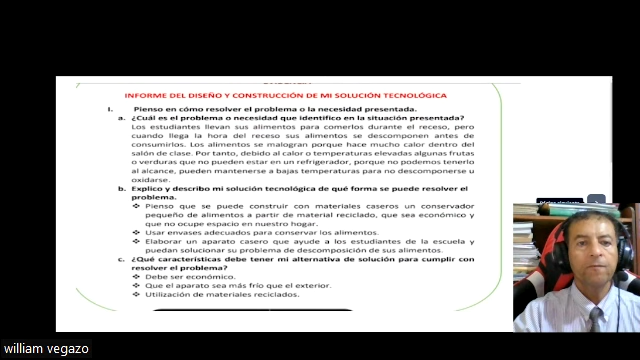 INFORME DEL DISEÑO Y CONSTRUCCIÓN DE MI SOLUCIÓN TECNOLÓGICA
I. Pienso en cómo resolver el problema o la necesidad presentada.
a. ¿Cuál es el problema o necesidad que identifico en la situación presentada?
Los estudiantes llevan sus alimentos para comerlos durante el receso, pero
cuando llega la hora del receso sus alimentos se descomponen antes de
consumirlos. Los alimentos se malogran porque hace mucho calor dentro del
salón de clase. Por tanto, debido al calor o temperaturas elevadas algunas frutas
o verduras que no pueden estar en un refrigerador, porque no podemos tenerlo
al alcance, pueden mantenerse a bajas temperaturas para no descomponerse u
oxidarse.
b. Explico y describo mi solución tecnológica de qué forma se puede resolver el
problema.
❖ Pienso que se puede construir con materiales caseros un conservador
pequeño de alimentos a partir de material reciclado, que sea económico y
que no ocupe espacio en nuestro hogar.
❖ Usar envases adecuados para conservar los alimentos.
❖ Elaborar un aparato casero que ayude a los estudiantes de la escuela y
puedan solucionar su problema de descomposición de sus alimentos.
c. ¿Qué características debe tener mi alternativa de solución para cumplir con
resolver el problema?
❖ Debe ser económico.
❖ Que el aparato sea más frío que el exterior.
❖ Utilización de materiales reciclados.
william vegazo